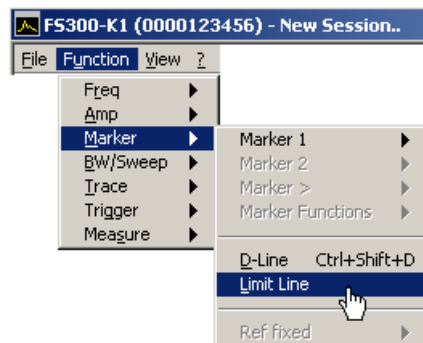 FS300-K1 (0000123456) - New Session..
File Function View ?
Freq
Amp
Marker
BW/Sweep
Trace
Trigger
Measure
Marker 1
Marker 2
Marker >
Marker Functions
D-Line Ctrl+Shift+D
Limit Line
Ref fixed